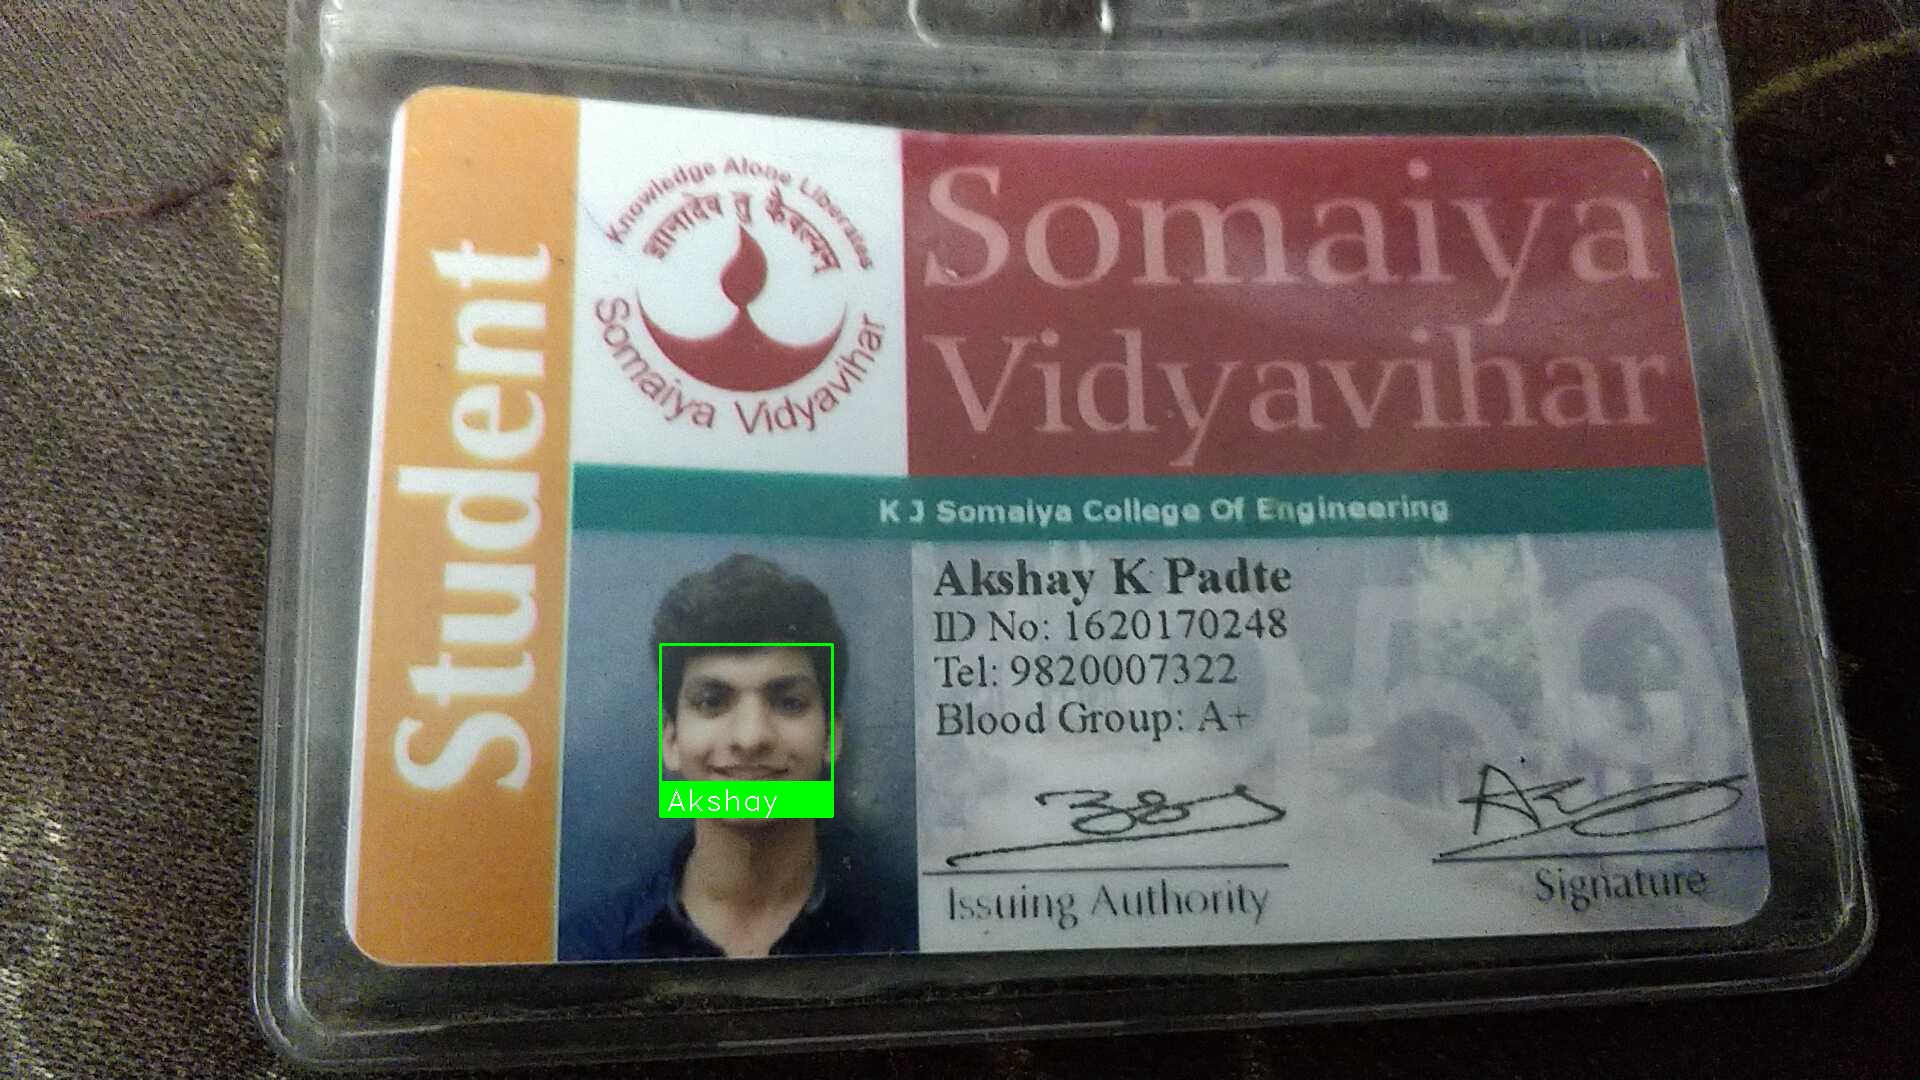 Student
Knowledge Alone Liberates
ज्ञानादेव तु कैवल्यम्
Somaiya Vidyavihar
Somaiya
Vidyavihar
K J Somaiya College Of Engineering
Akshay K Padte
ID No: 1620170248
Tel: 9820007322
Blood Group: A+
Akshay
Issuing Authority
Signature